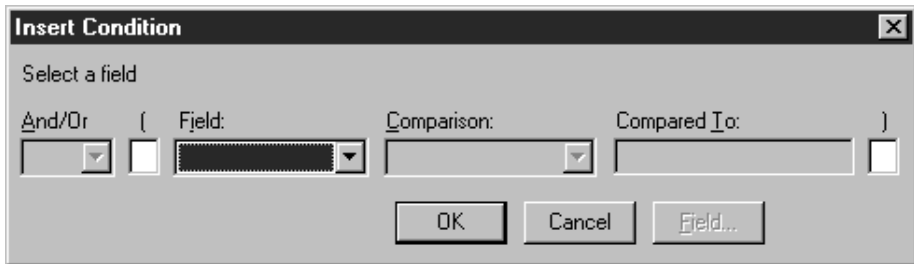 Insert Condition
Select a field
And/Or ( Field: Comparison: Compared To: )
OK Cancel Field...